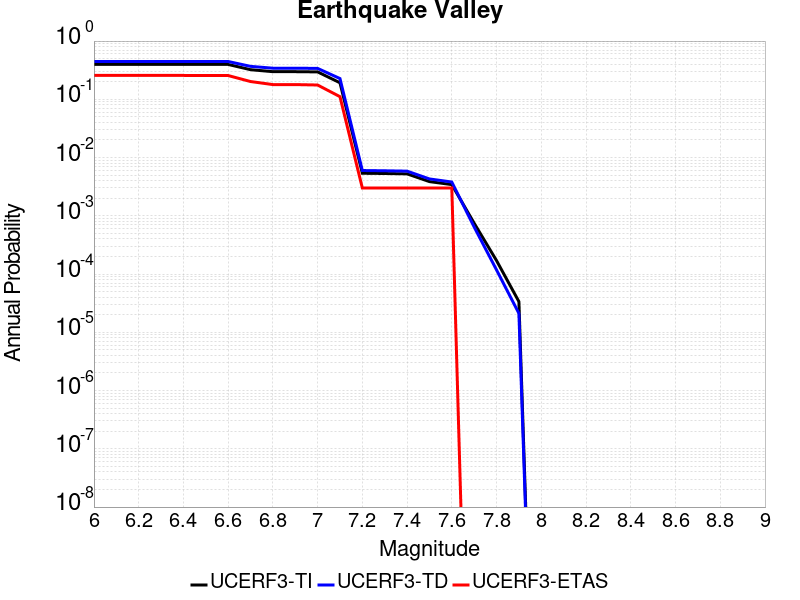 Earthquake Valley
10^0
10^-1
10^-2
10^-3
10^-4
10^-5
10^-6
10^-7
10^-8
Annual Probability
6 6.2 6.4 6.6 6.8 7 7.2 7.4 7.6 7.8 8 8.2 8.4 8.6 8.8 9
Magnitude
UCERF3-TI UCERF3-TD UCERF3-ETAS